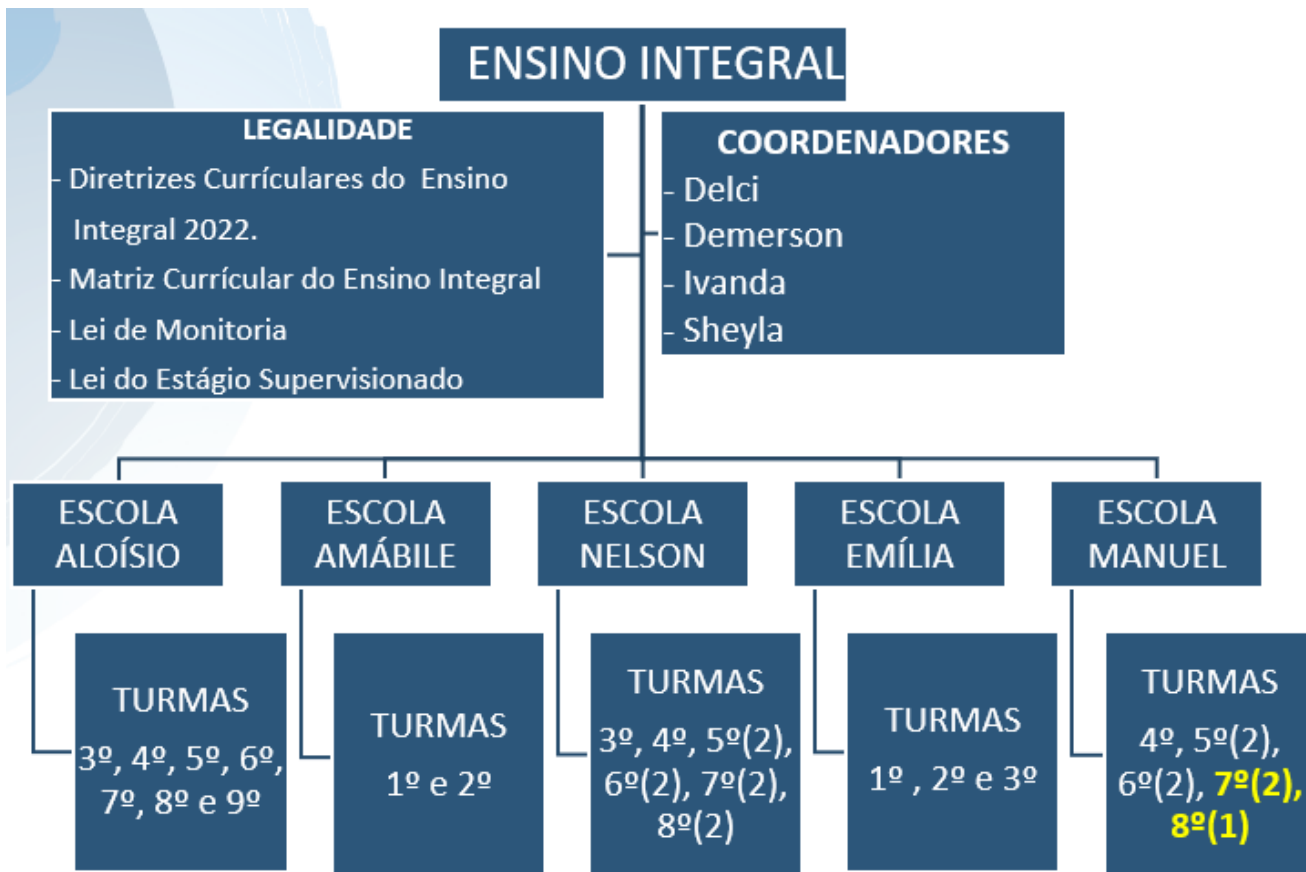 ENSINO INTEGRAL
LEGALIDADE
- Diretrizes Currículares do Ensino
Integral 2022.
- Matriz Currícular do Ensino Integral
- Lei de Monitoria
- Lei do Estágio Supervisionado
COORDENADORES
- Delci
- Demerson
- Ivanda
- Sheyla
ESCOLA
ALOÍSIO
TURMAS
3º, 4º, 5º, 6º,
7º, 8º e 9º
ESCOLA
AMÁBILE
TURMAS
1º e 2º
ESCOLA
NELSON
TURMAS
3º, 4º, 5º(2),
6º(2), 7º(2),
8º(2)
ESCOLA
EMÍLIA
TURMAS
1º , 2º e 3º
ESCOLA
MANUEL
TURMAS
4º, 5º(2),
6º(2), 7º(2),
8º(1)